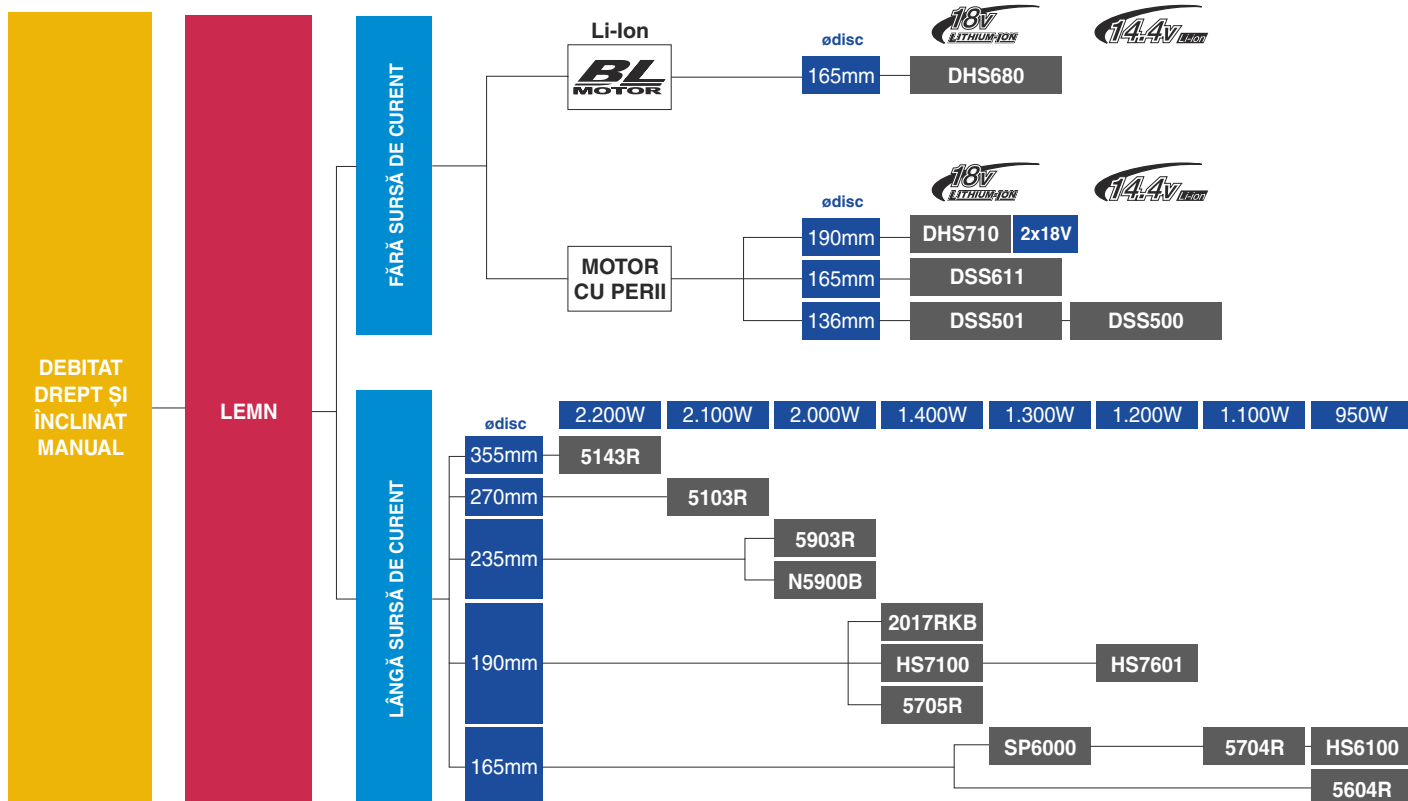 DEBITAT
DREPT ȘI
ÎNCLINAT
MANUAL
LEMN
FĂRĂ SURSĂ DE CURENT
Li-Ion
BL
MOTOR
ødisc
18V
LITHIUM-ION
14.4V Li-ion
165mm
DHS680
MOTOR
CU PERII
ødisc
18V
LITHIUM-ION
14.4V Li-ion
190mm
DHS710
2x18V
165mm
DSS611
136mm
DSS501
DSS500
LÂNGĂ SURSĂ DE CURENT
ødisc
2.200W
2.100W
2.000W
1.400W
1.300W
1.200W
1.100W
950W
355mm
5143R
270mm
5103R
235mm
5903R
N5900B
190mm
2017RKB
HS7100
HS7601
5705R
165mm
SP6000
5704R
HS6100
5604R